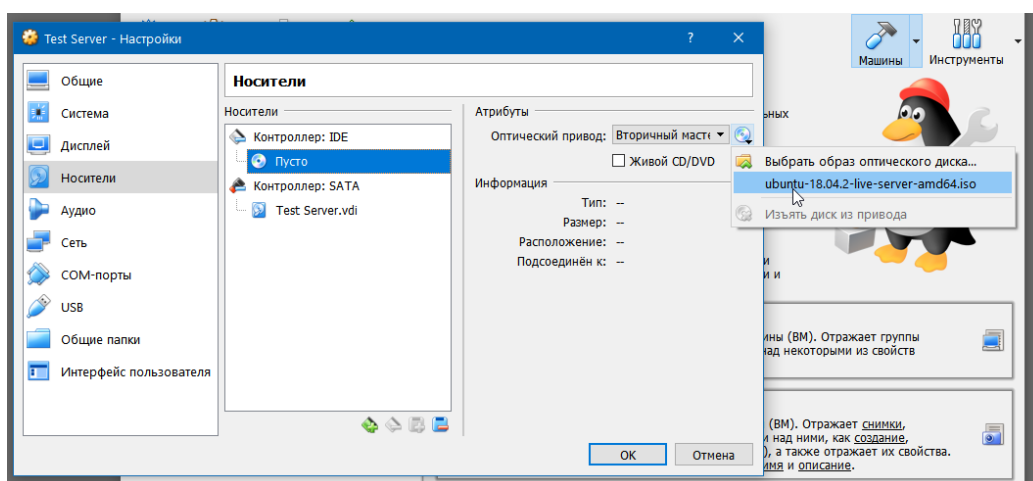 Test Server - Настройки
?
Машины
Инструменты
Общие
Система
Дисплей
Носители
Аудио
Сеть
COM-порты
USB
Общие папки
Интерфейс пользователя
Носители
Носители
Контроллер: IDE
Пусто
Контроллер: SATA
Test Server.vdi
Атрибуты
Оптический привод: Вторичный масте
Живой CD/DVD
Информация
Тип: --
Размер: --
Расположение: --
Подсоединён к: --
OK
Отмена
Выбрать образ оптического диска...
ubuntu-18.04.2-live-server-amd64.iso
Изъять диск из привода
ьных
и
и и
ины (ВМ). Отражает группы
над некоторыми из свойств
(ВМ). Отражает снимки,
и над ними, как создание,
), а также отражает их свойства.
имя и описание.